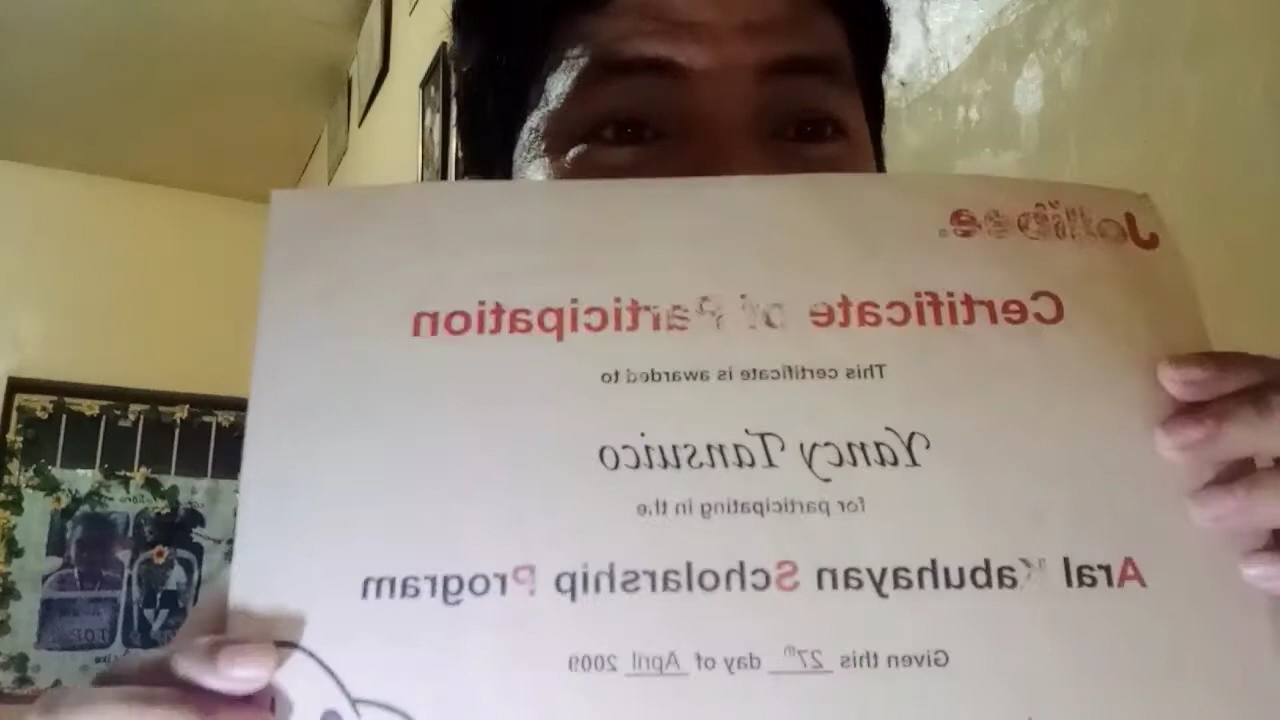 Jollibee
Certificate of Participation
This certificate is awarded to
Yancy Tansuico
for participating in the
Aral Kabuhayan Scholarship Program
Given this 27th day of April 2009